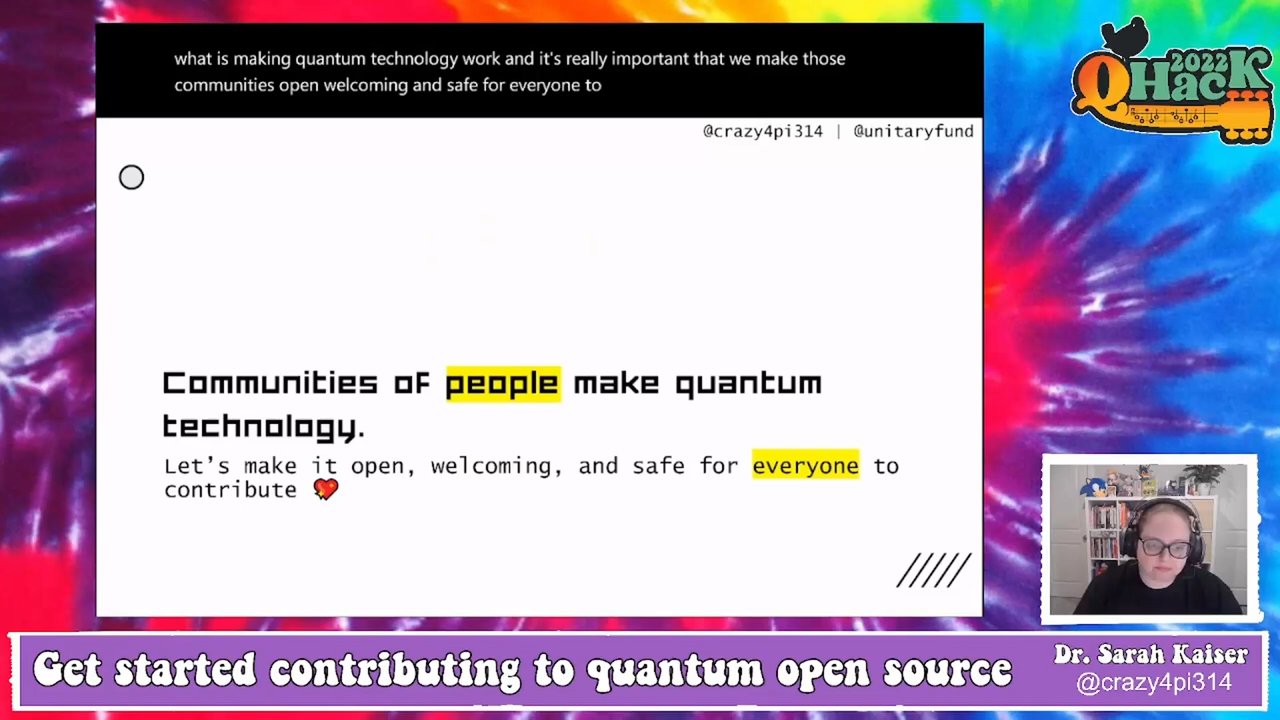 what is making quantum technology work and it's really important that we make those
communities open welcoming and safe for everyone to
@crazy4pi314 | @unitaryfund
2022
QHack
Communities of people make quantum
technology.
Let's make it open, welcoming, and safe for everyone to
contribute 💖
Get started contributing to quantum open source
Dr. Sarah Kaiser
@crazy4pi314